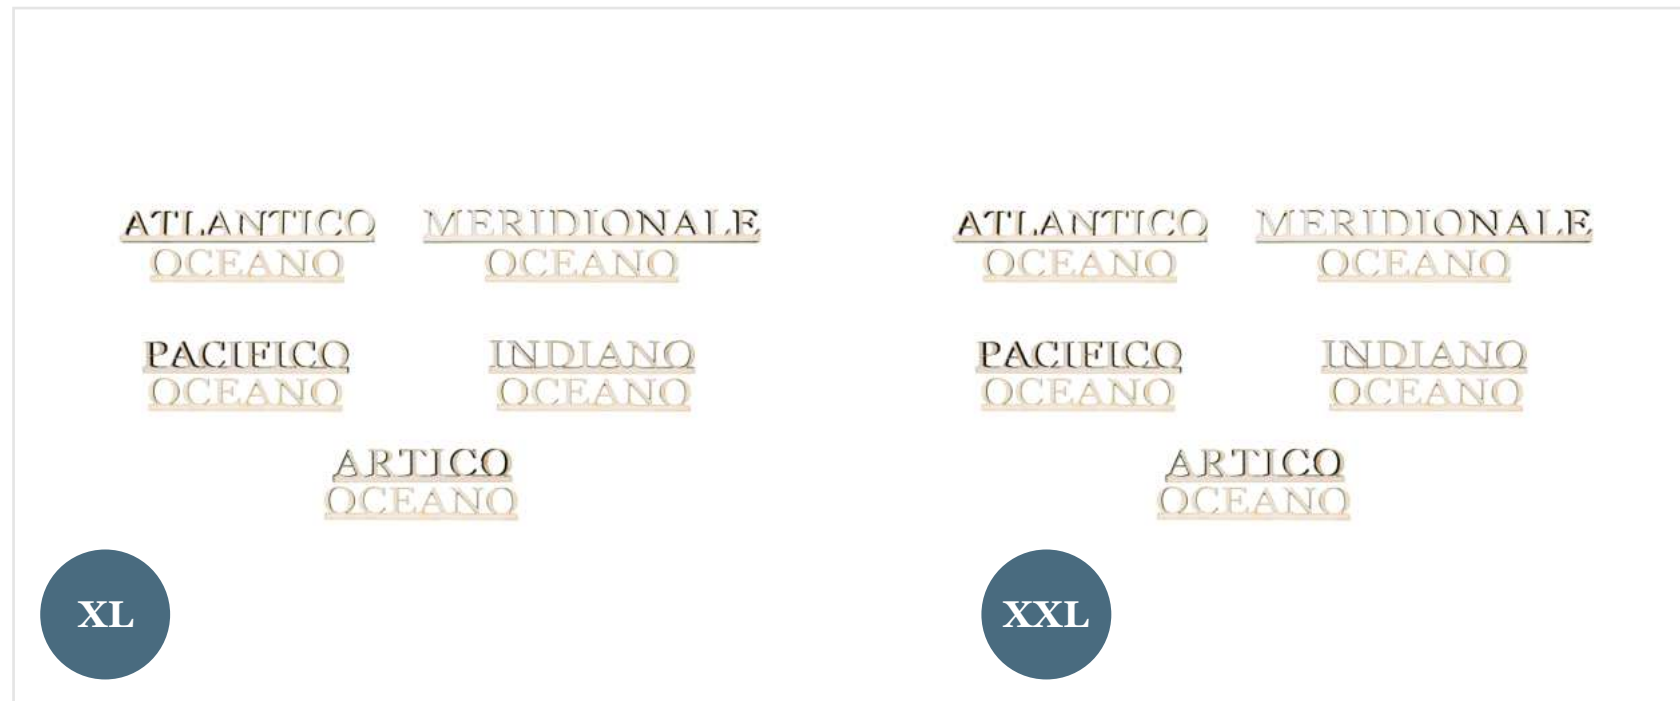 ATLANTICO
OCEANO
MERIDIONALE
OCEANO
PACIFICO
OCEANO
INDIANO
OCEANO
ARTICO
OCEANO
XL
ATLANTICO
OCEANO
MERIDIONALE
OCEANO
PACIFICO
OCEANO
INDIANO
OCEANO
ARTICO
OCEANO
XXL